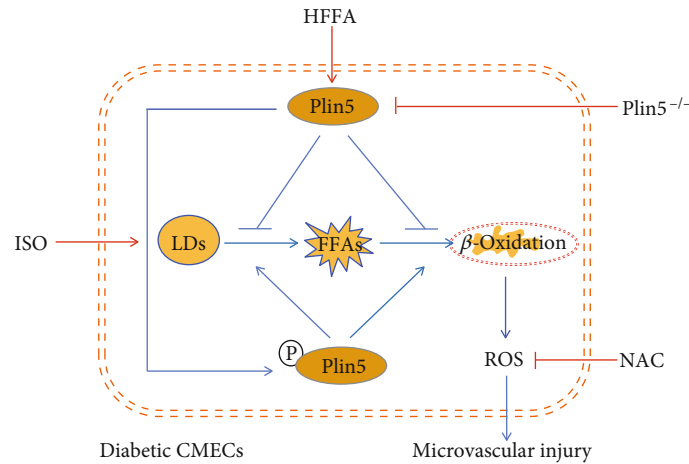 HFFA
Plin5
Plin5⁻/⁻
ISO
LDs
FFAs
β-Oxidation
P
Plin5
ROS
NAC
Diabetic CMECs
Microvascular injury